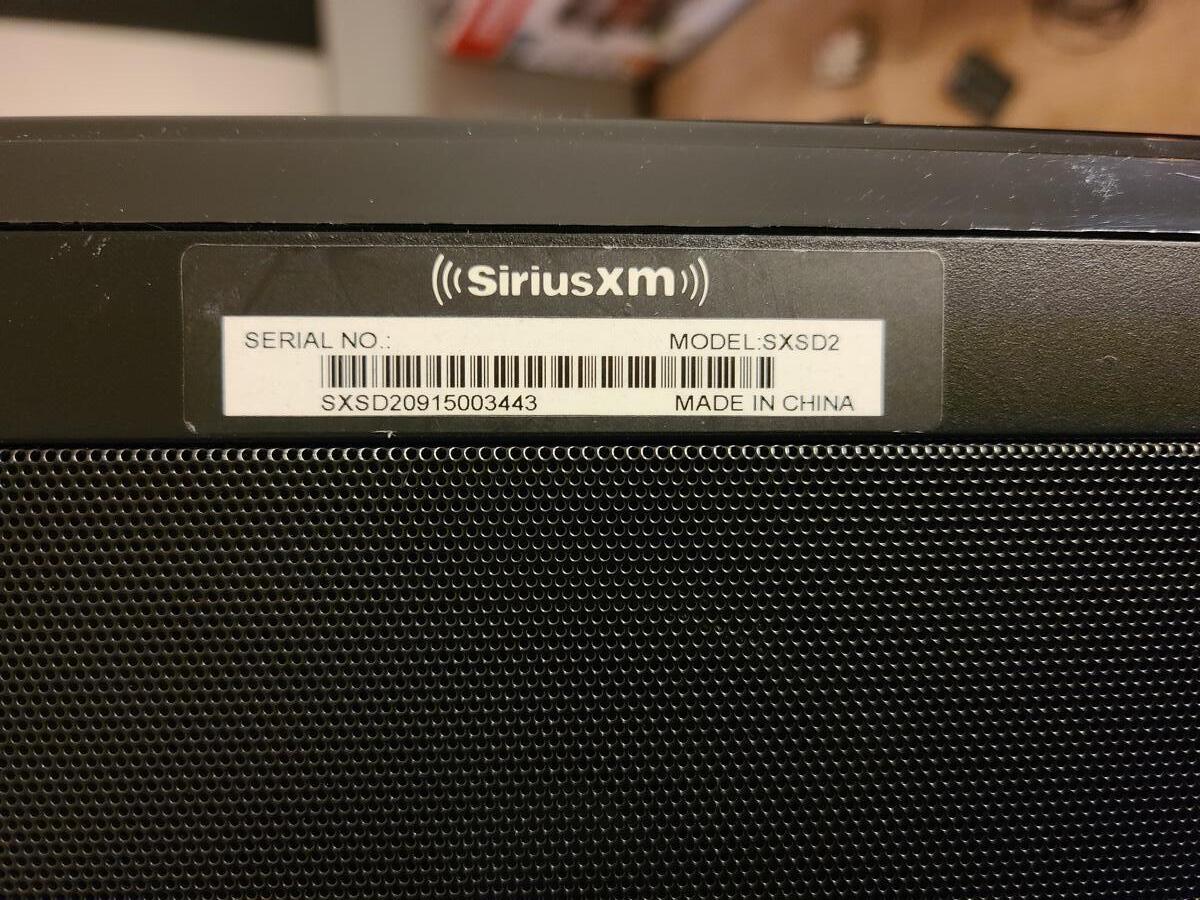 SiriusXM
SERIAL NO.: MODEL:SXSD2
SXSD20915003443 MADE IN CHINA